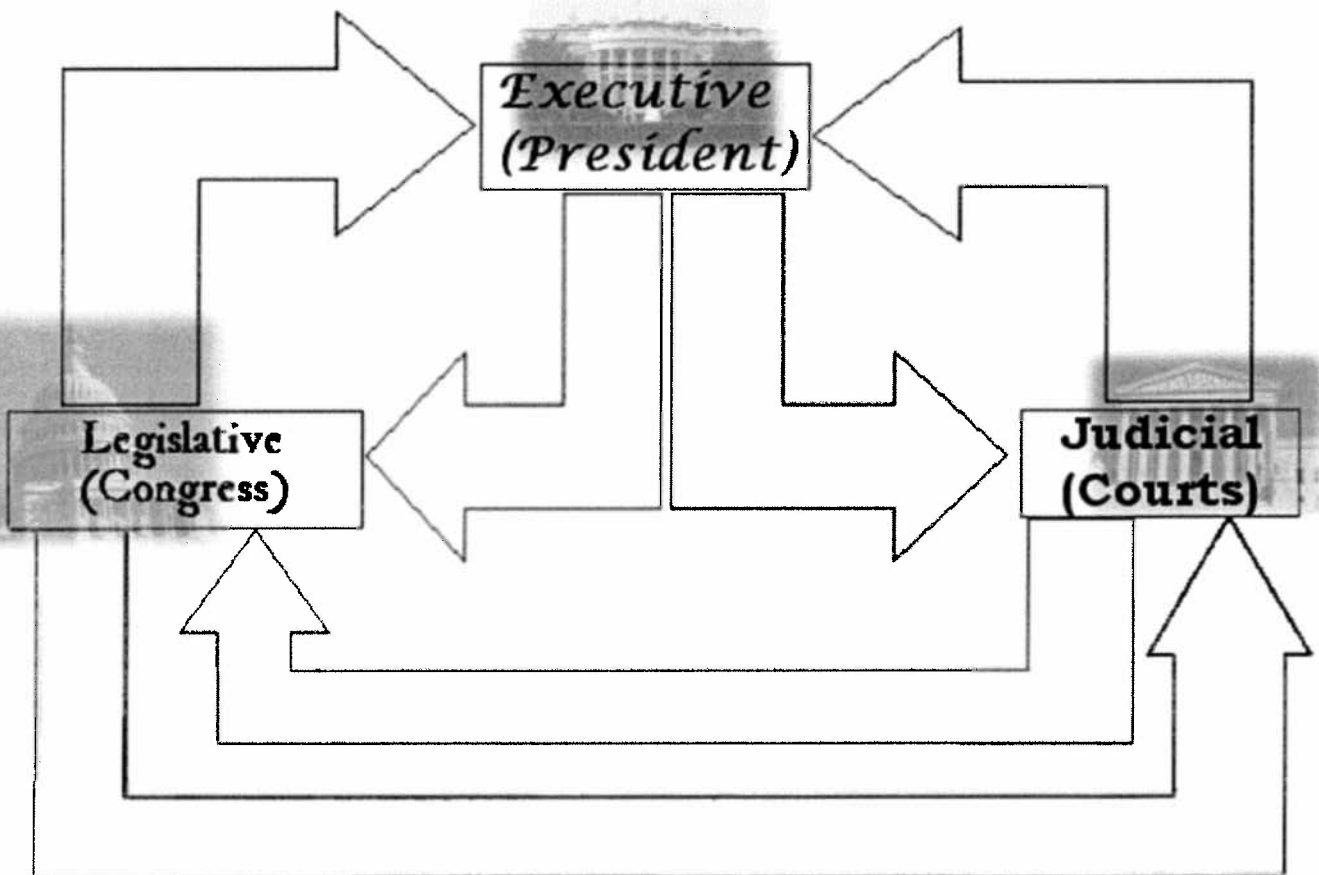 Executive
(President)
Legislative
(Congress)
Judicial
(Courts)